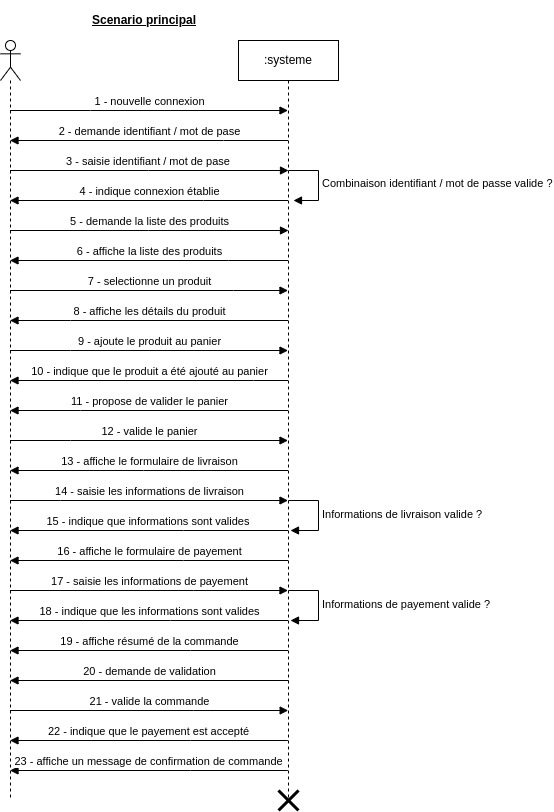 Scenario principal
:systeme
1 - nouvelle connexion
2 - demande identifiant / mot de pase
3 - saisie identifiant / mot de pase
Combinaison identifiant / mot de passe valide ?
4 - indique connexion établie
5 - demande la liste des produits
6 - affiche la liste des produits
7 - selectionne un produit
8 - affiche les détails du produit
9 - ajoute le produit au panier
10 - indique que le produit a été ajouté au panier
11 - propose de valider le panier
12 - valide le panier
13 - affiche le formulaire de livraison
14 - saisie les informations de livraison
Informations de livraison valide ?
15 - indique que informations sont valides
16 - affiche le formulaire de payement
17 - saisie les informations de payement
Informations de payement valide ?
18 - indique que les informations sont valides
19 - affiche résumé de la commande
20 - demande de validation
21 - valide la commande
22 - indique que le payement est accepté
23 - affiche un message de confirmation de commande